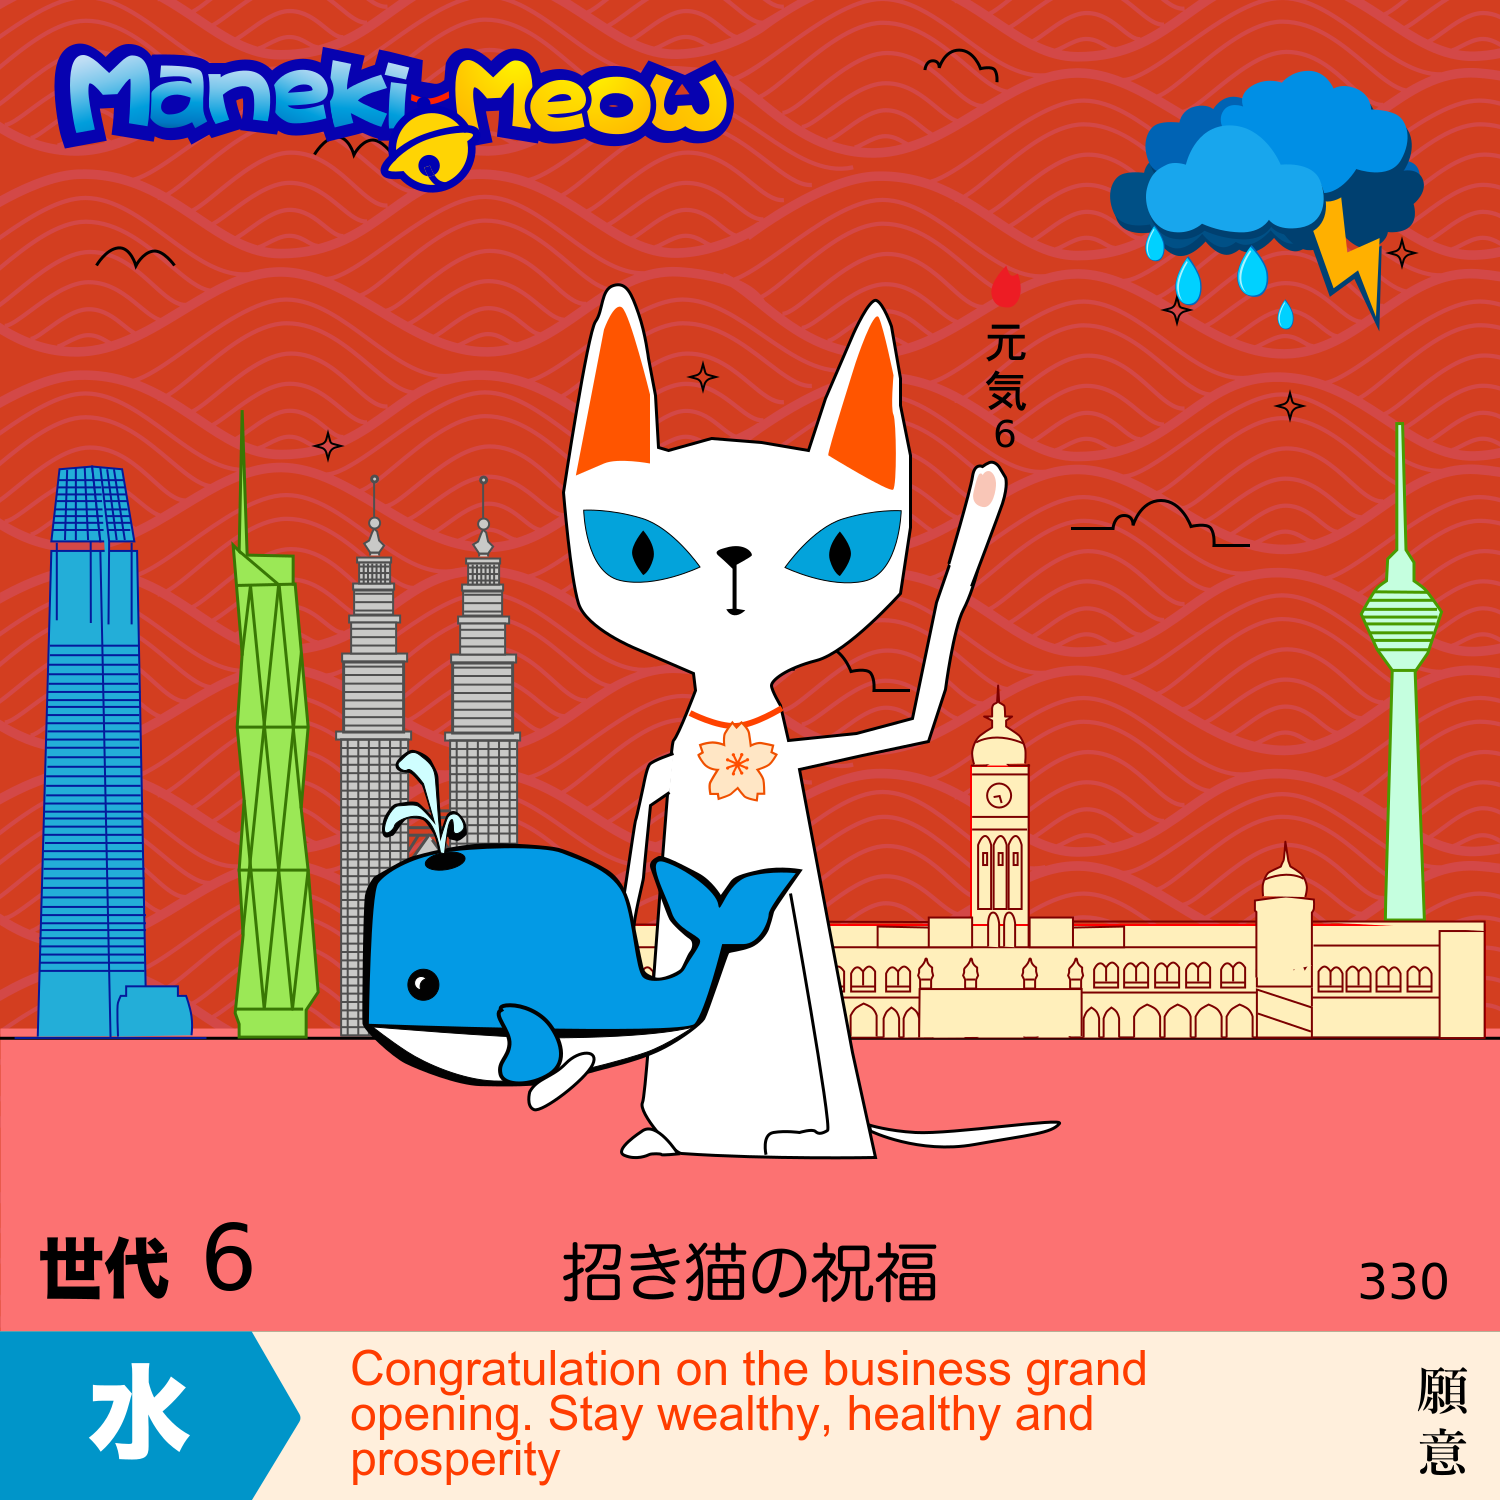 Maneki Meow
元気6
世代 6
招き猫の祝福
330
水
Congratulation on the business grand
opening. Stay wealthy, healthy and
prosperity
願意